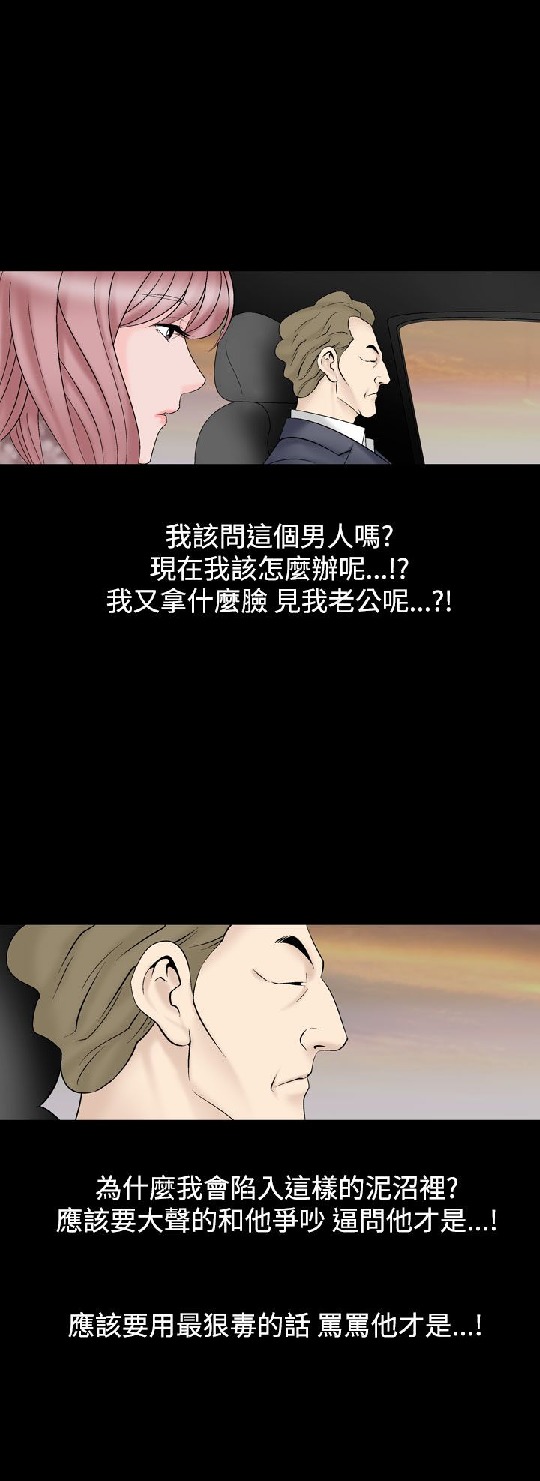 我該問這個男人嗎?
現在我該怎麼辦呢...!?
我又拿什麼臉 見我老公呢...?!
為什麼我會陷入這樣的泥沼裡?
應該要大聲的和他爭吵 逼問他才是...!
應該要用最狠毒的話 罵罵他才是...!